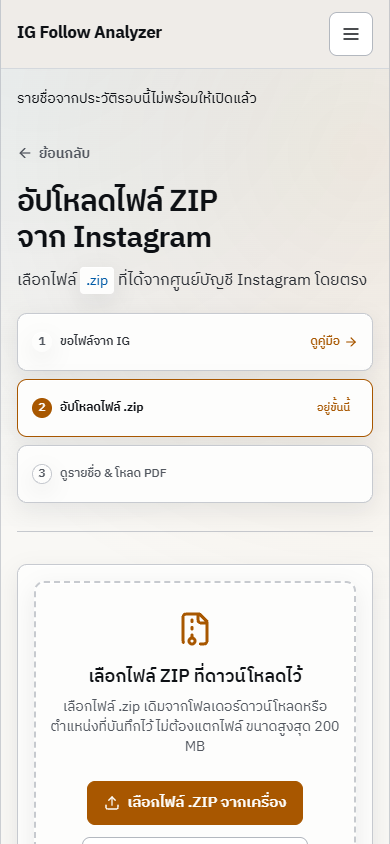 IG Follow Analyzer
รายชื่อจากประวัติรอบนี้ไม่พร้อมให้เปิดแล้ว
ย้อนกลับ
อัปโหลดไฟล์ ZIP
จาก Instagram
เลือกไฟล์ .zip ที่ได้จากศูนย์บัญชี Instagram โดยตรง
1 ขอไฟล์จาก IG ดูคู่มือ →
2 อัปโหลดไฟล์ .zip อยู่ขั้นนี้
3 ดูรายชื่อ & โหลด PDF
เลือกไฟล์ ZIP ที่ดาวน์โหลดไว้
เลือกไฟล์ .zip เดิมจากโฟลเดอร์ดาวน์โหลดหรือ
ตำแหน่งที่บันทึกไว้ ไม่ต้องแตกไฟล์ ขนาดสูงสุด 200
MB
เลือกไฟล์ .ZIP จากเครื่อง